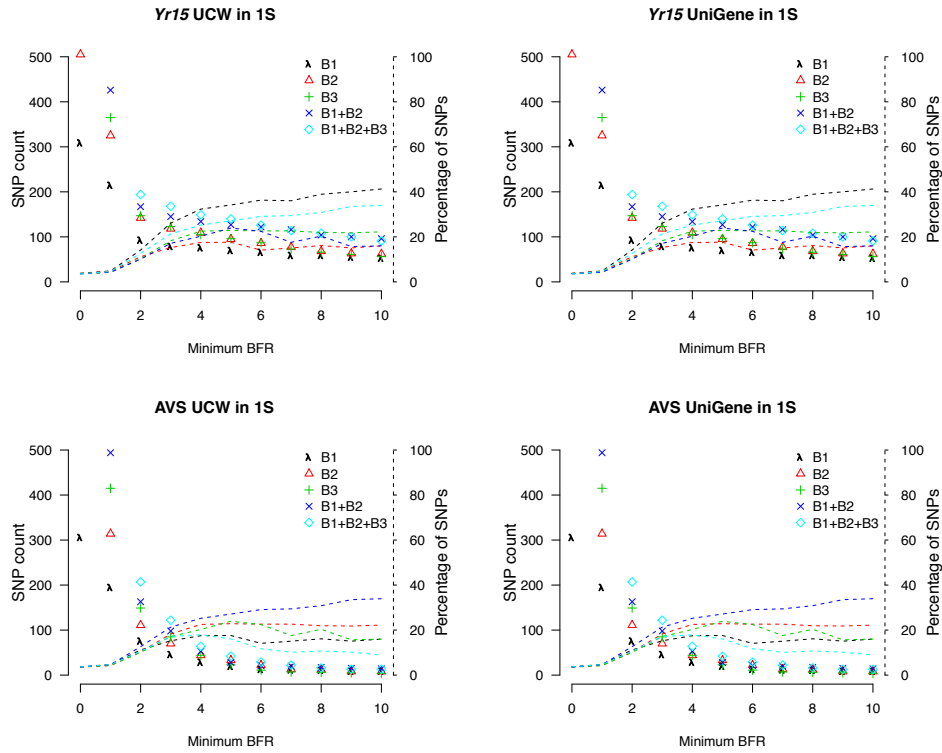 Yr15 UCW in 1S
500
400
300
200
100
0
SNP count
0 2 4 6 8 10
Minimum BFR
100
80
60
40
20
0
Percentage of SNPs
λ B1
B2
B3
B1+B2
B1+B2+B3
Yr15 UniGene in 1S
500
400
300
200
100
0
SNP count
0 2 4 6 8 10
Minimum BFR
100
80
60
40
20
0
Percentage of SNPs
λ B1
B2
B3
B1+B2
B1+B2+B3
AVS UCW in 1S
500
400
300
200
100
0
SNP count
0 2 4 6 8 10
Minimum BFR
100
80
60
40
20
0
Percentage of SNPs
λ B1
B2
B3
B1+B2
B1+B2+B3
AVS UniGene in 1S
500
400
300
200
100
0
SNP count
0 2 4 6 8 10
Minimum BFR
100
80
60
40
20
0
Percentage of SNPs
λ B1
B2
B3
B1+B2
B1+B2+B3